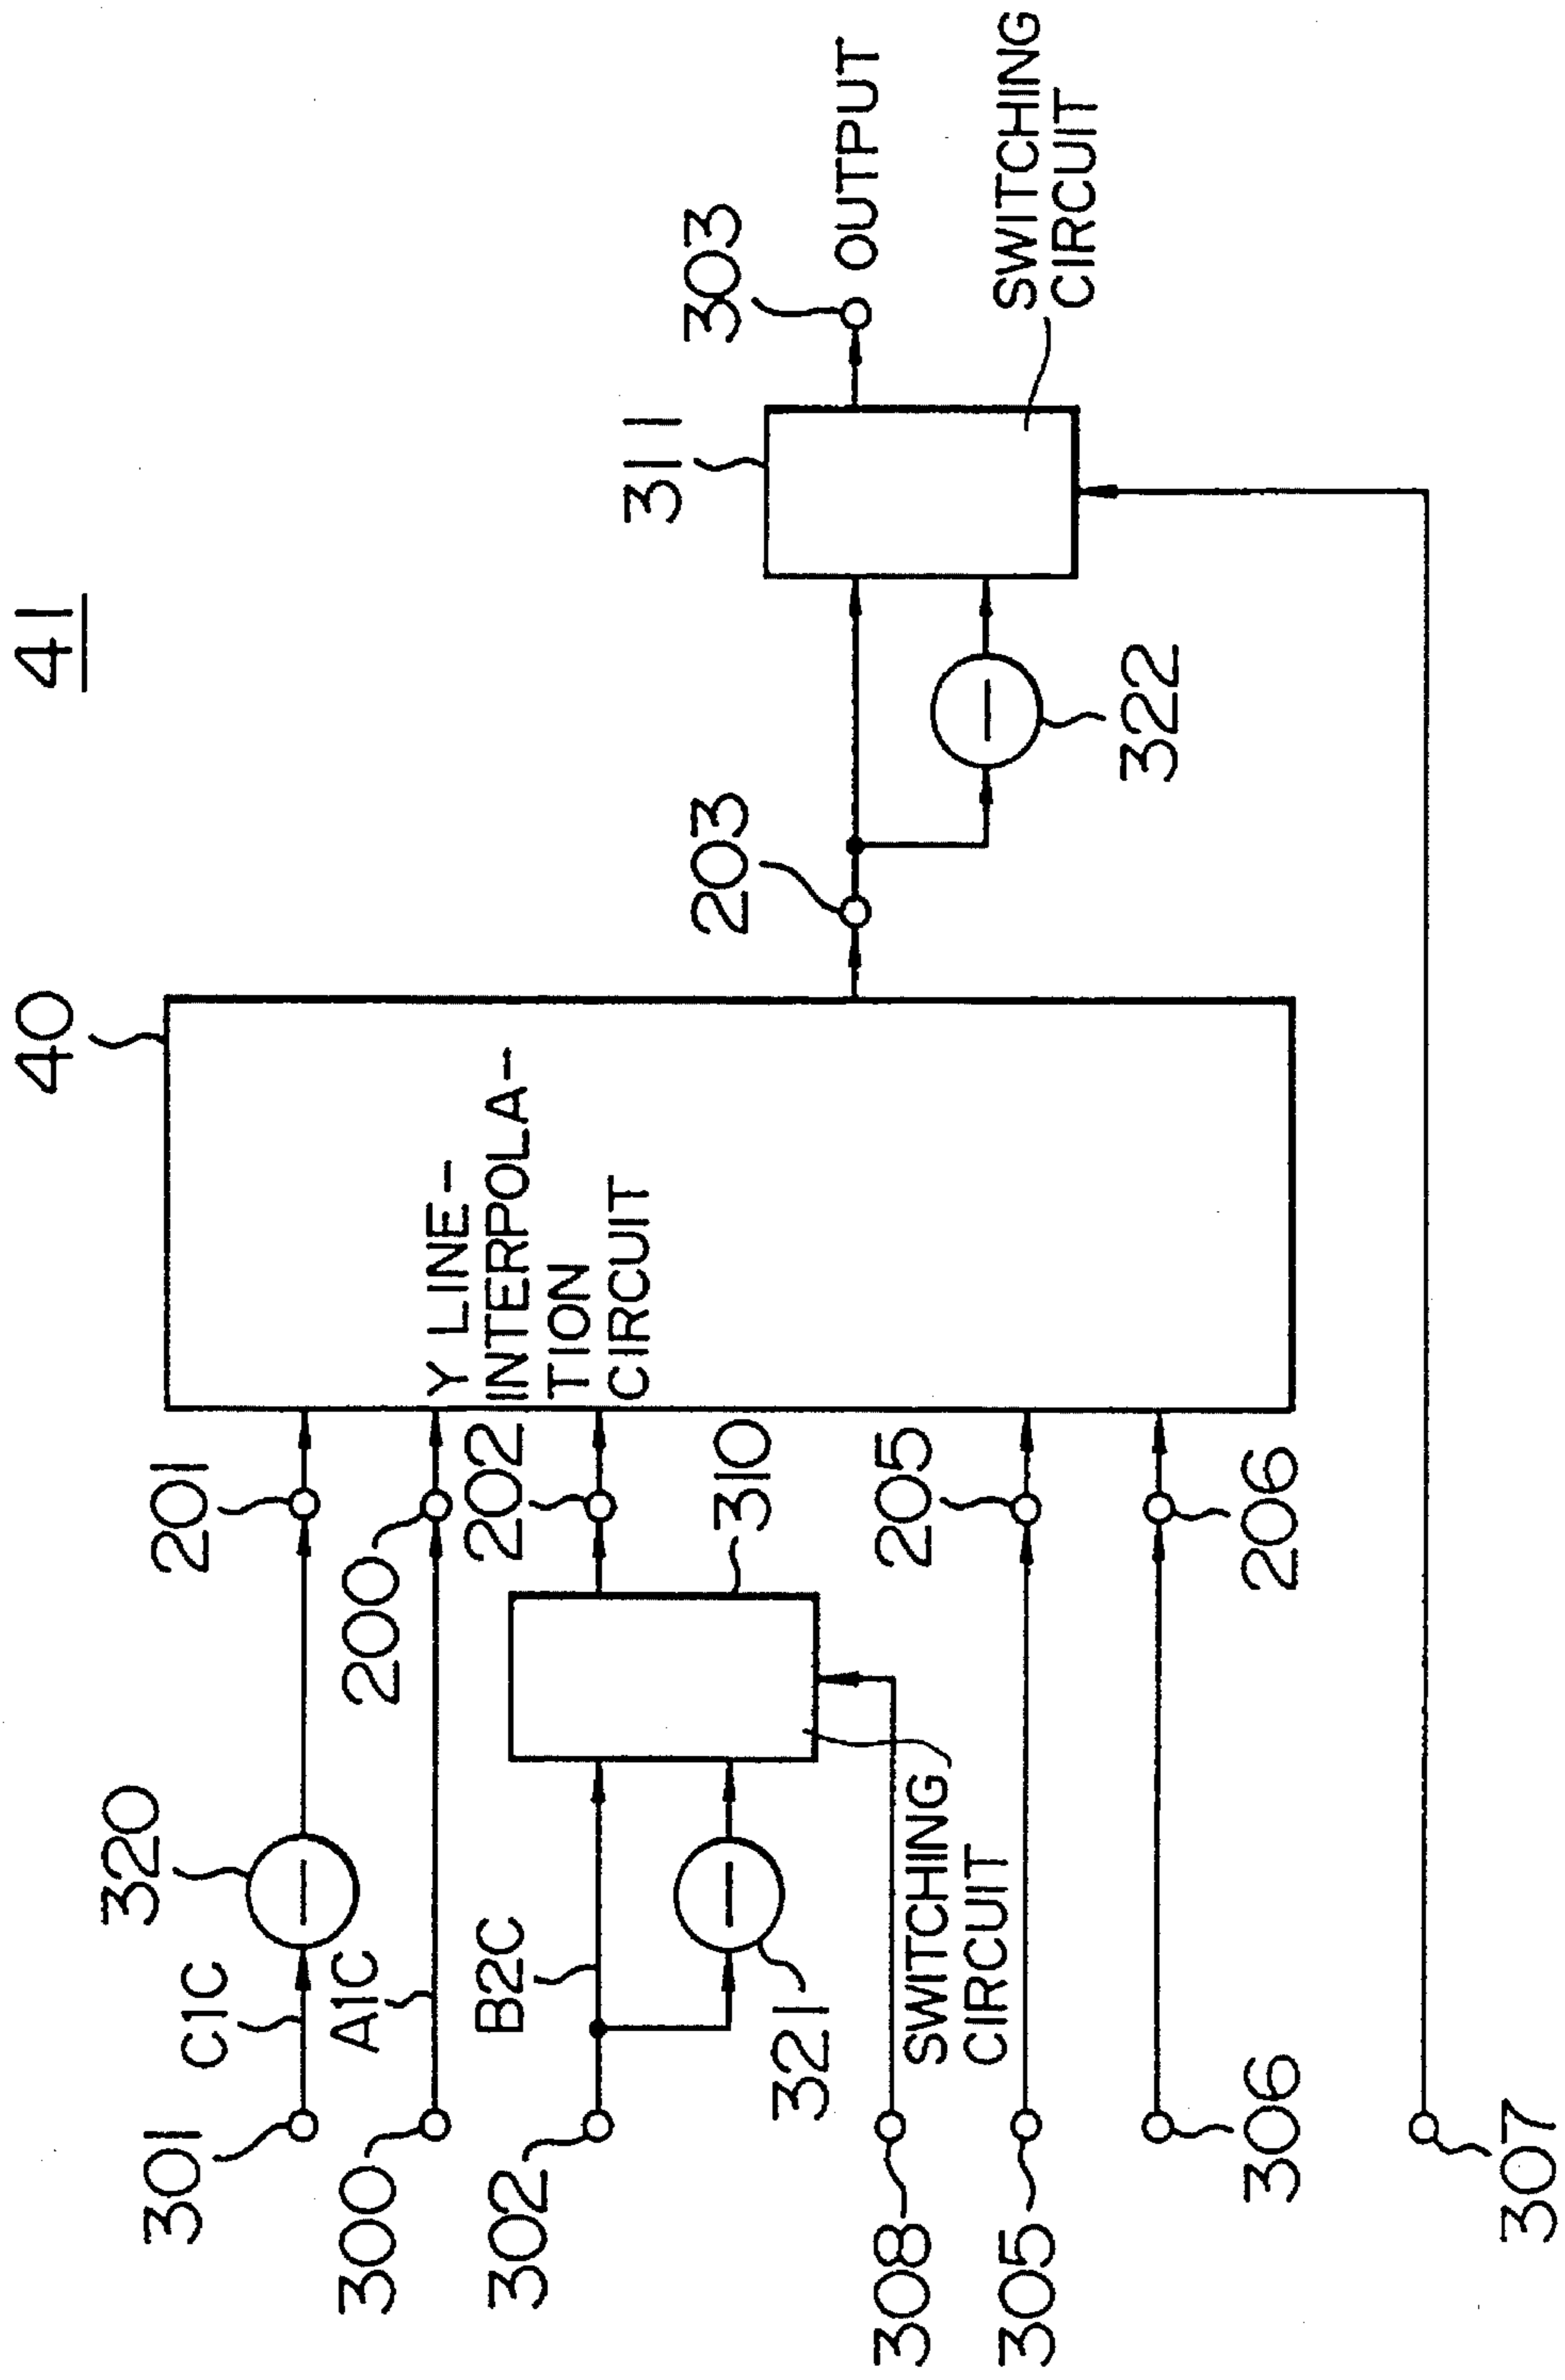 41
40
301
C1C
320
201
300
A1C
200
Y LINE-
INTERPOLA-
TION
CIRCUIT
302
B2C
202
321
310
203
322
311
303
OUTPUT
SWITCHING
CIRCUIT
308
SWITCHING
CIRCUIT
305
205
306
206
307